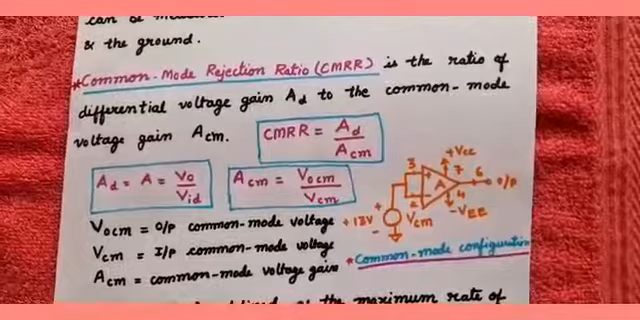 can be
& the ground.
*Common-Mode Rejection Ratio (CMRR) is the ratio of
differential voltage gain Ad to the common-mode
voltage gain Acm.
CMRR = Ad / Acm
Ad = A = Vo / Vid
Acm = Vocm / Vcm
Vocm = O/P common-mode voltage
Vcm = I/P common-mode voltage
Acm = common-mode voltage gain
+Vcc
3
7
6
+
A
O/P
2
-
4
-VEE
+
+13V
-
Vcm
*Common-mode configuration
as the maximum rate of